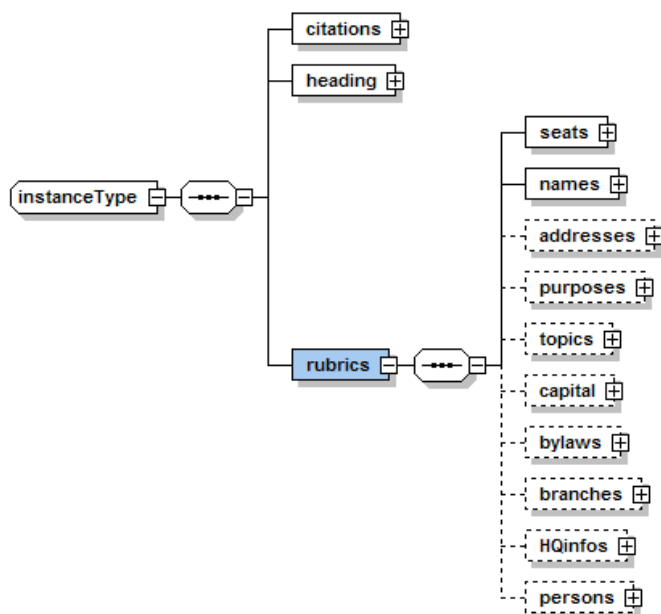 citations
heading
seats
names
instanceType
addresses
purposes
topics
rubrics
capital
bylaws
branches
HQinfos
persons